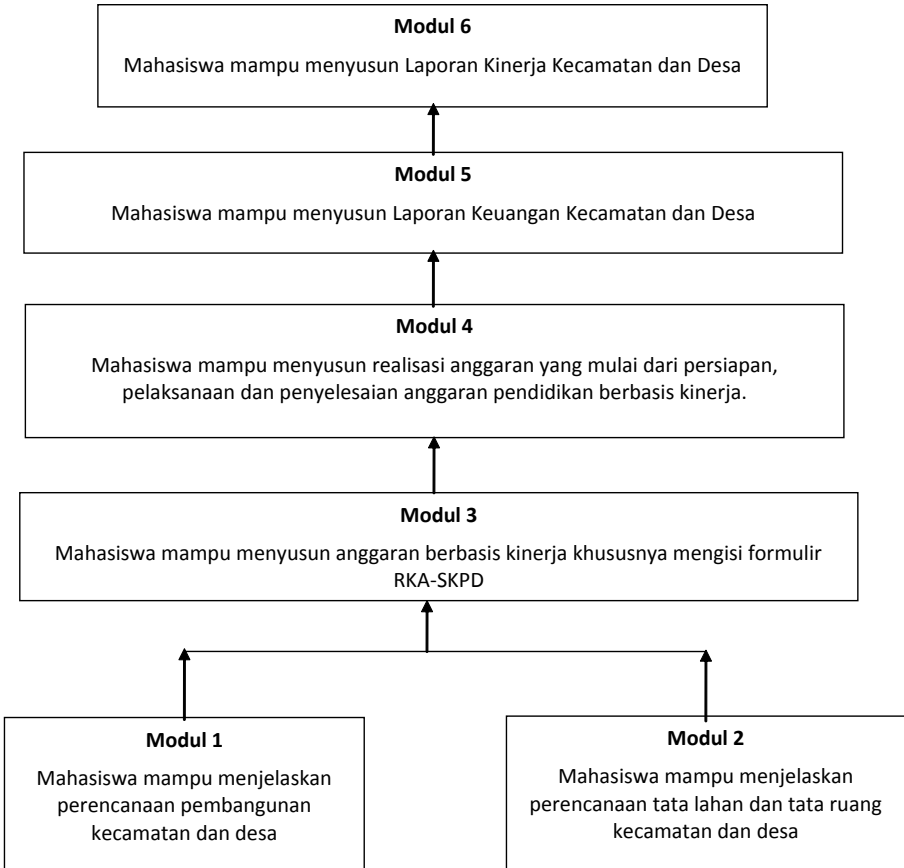 Modul 6
Mahasiswa mampu menyusun Laporan Kinerja Kecamatan dan Desa
Modul 5
Mahasiswa mampu menyusun Laporan Keuangan Kecamatan dan Desa
Modul 4
Mahasiswa mampu menyusun realisasi anggaran yang mulai dari persiapan,
pelaksanaan dan penyelesaian anggaran pendidikan berbasis kinerja.
Modul 3
Mahasiswa mampu menyusun anggaran berbasis kinerja khususnya mengisi formulir
RKA-SKPD
Modul 1
Mahasiswa mampu menjelaskan
perencanaan pembangunan
kecamatan dan desa
Modul 2
Mahasiswa mampu menjelaskan
perencanaan tata lahan dan tata ruang
kecamatan dan desa